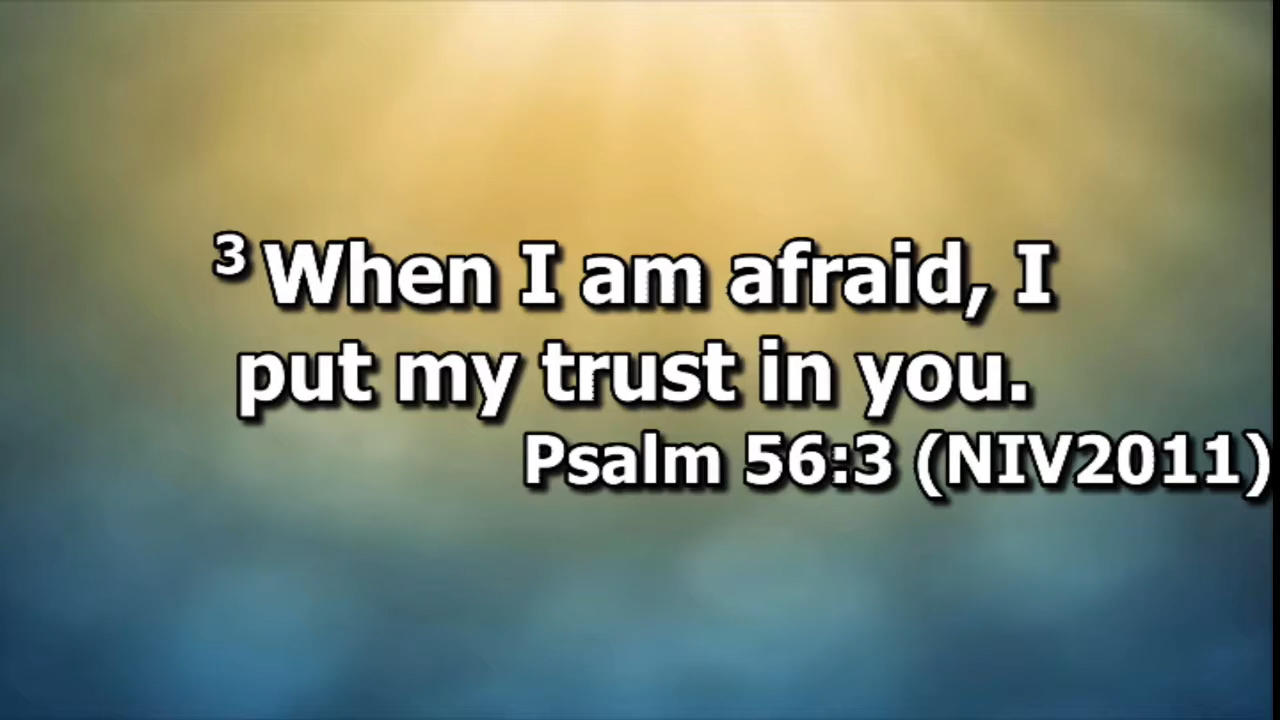 3 When I am afraid, I
put my trust in you.
Psalm 56:3 (NIV2011)